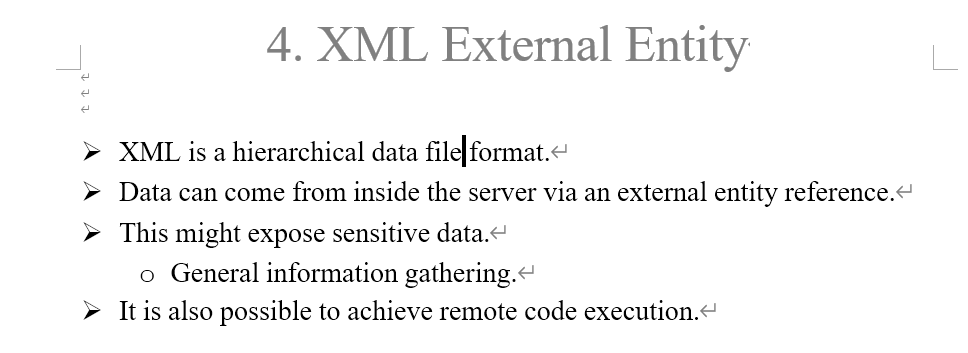 4. XML External Entity
➢ XML is a hierarchical data file format.
➢ Data can come from inside the server via an external entity reference.
➢ This might expose sensitive data.
o General information gathering.
➢ It is also possible to achieve remote code execution.